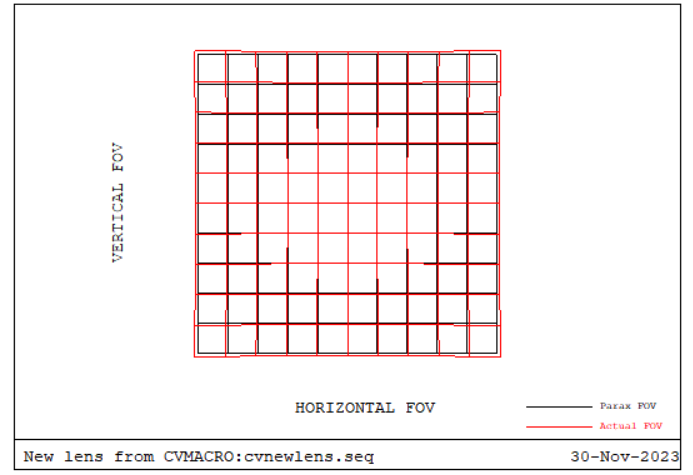 VERTICAL FOV
HORIZONTAL FOV
Parax FOV
Actual FOV
New lens from CVMACRO:cvnewlens.seq
30-Nov-2023